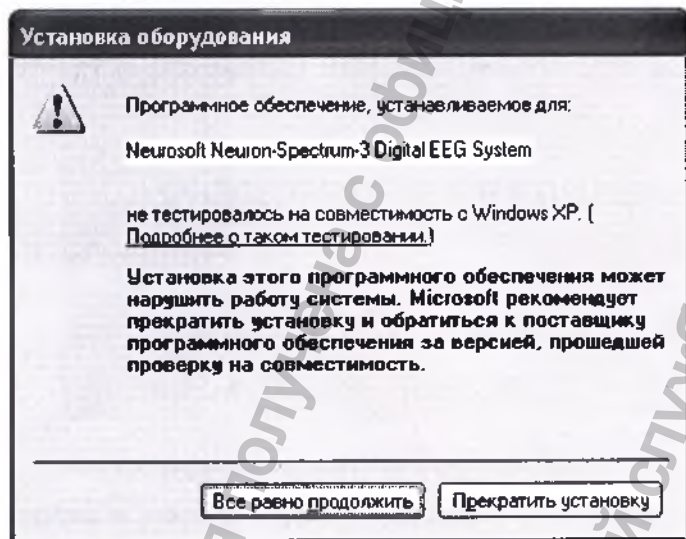 Установка оборудования
Программное обеспечение, устанавливаемое для:
Neurosoft Neuron-Spectrum-3 Digital EEG System
не тестировалось на совместимость с Windows XP. (
Подробнее о таком тестировании.)
Установка этого программного обеспечения может
нарушить работу системы. Microsoft рекомендует
прекратить установку и обратиться к поставщику
программного обеспечения за версией, прошедшей
проверку на совместимость.
Все равно продолжить
Прекратить установку
получена с